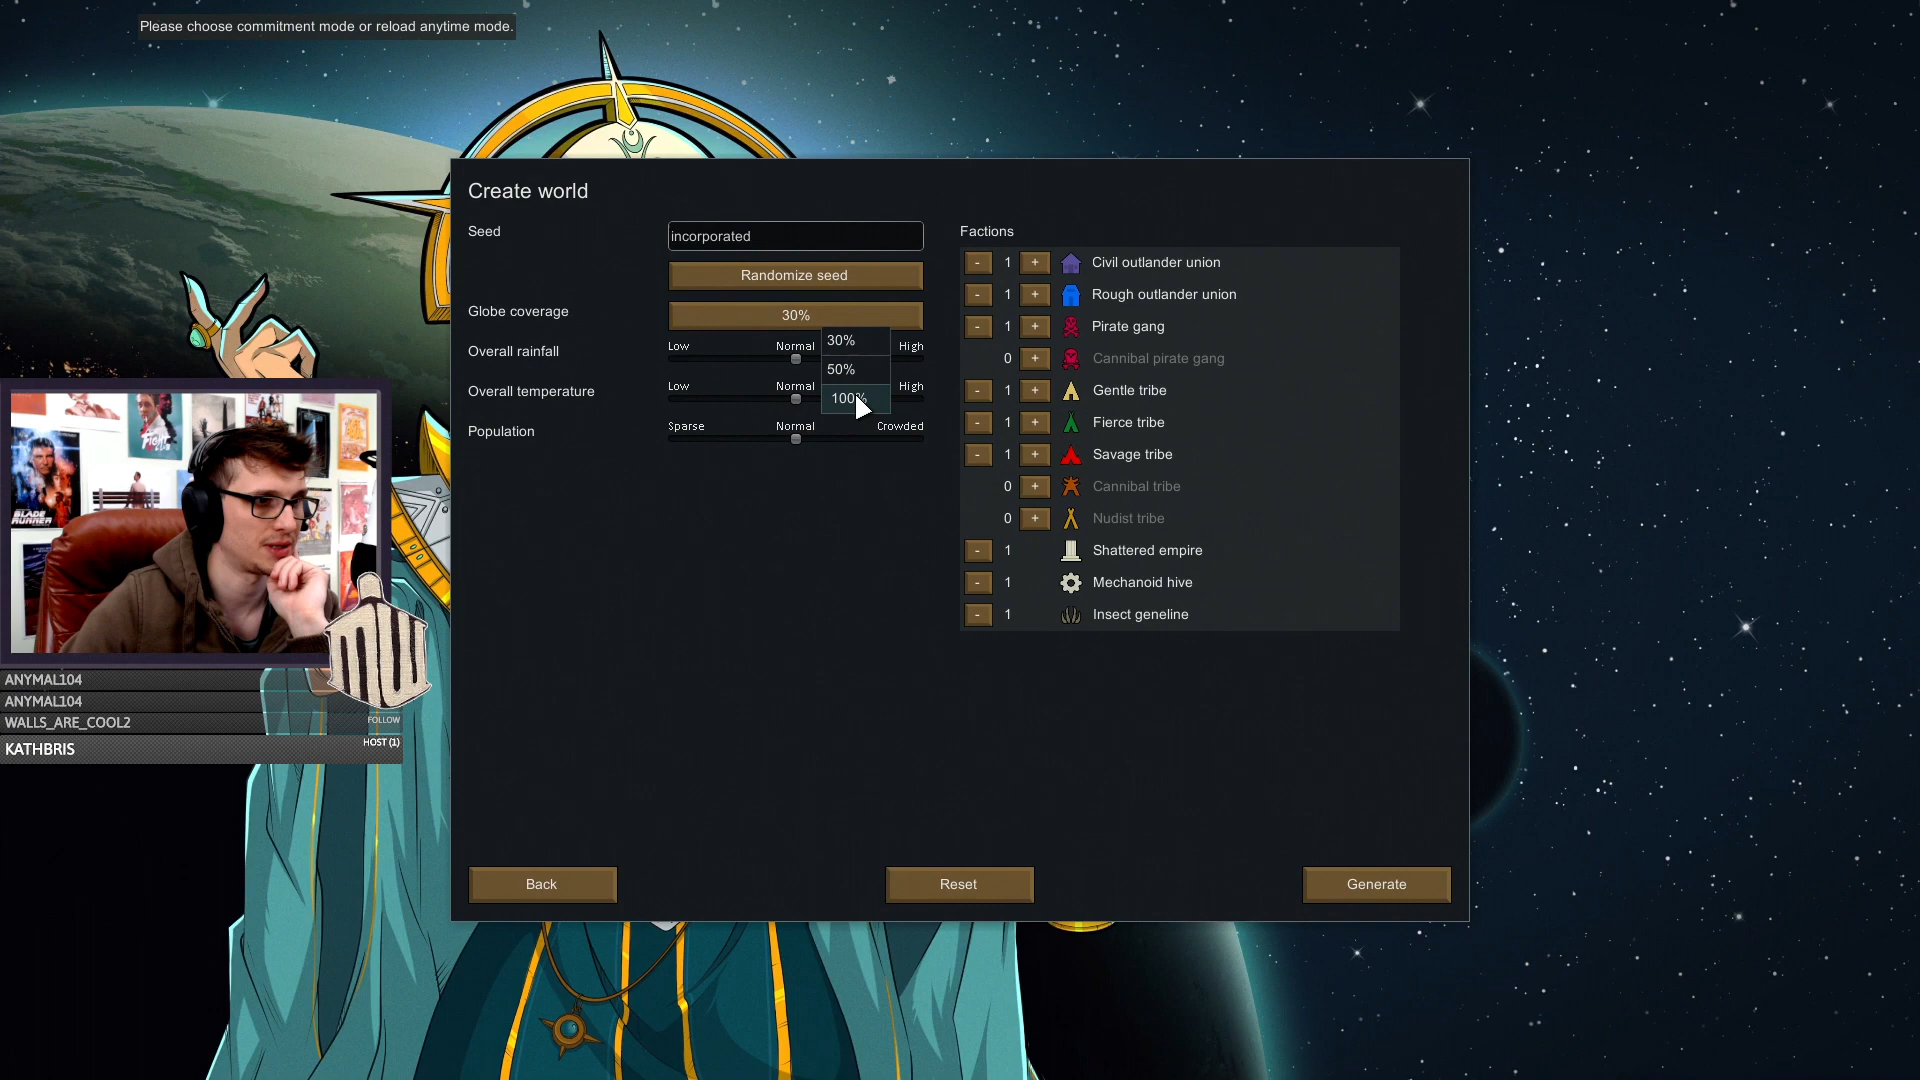 Please choose commitment mode or reload anytime mode.
Create world
Seed
incorporated
Randomize seed
Globe coverage
30%
30%
50%
100%
Overall rainfall
Low Normal High
Overall temperature
Low Normal High
Population
Sparse Normal Crowded
Factions
- 1 + Civil outlander union
- 1 + Rough outlander union
- 1 + Pirate gang
0 + Cannibal pirate gang
- 1 + Gentle tribe
- 1 + Fierce tribe
- 1 + Savage tribe
0 + Cannibal tribe
0 + Nudist tribe
- 1 Shattered empire
- 1 Mechanoid hive
- 1 Insect geneline
Back
Reset
Generate
FIGHT
BLADE
RUNNER
ANYMAL104
ANYMAL104
WALLS_ARE_COOL2
FOLLOW
KATHBRIS
HOST (1)